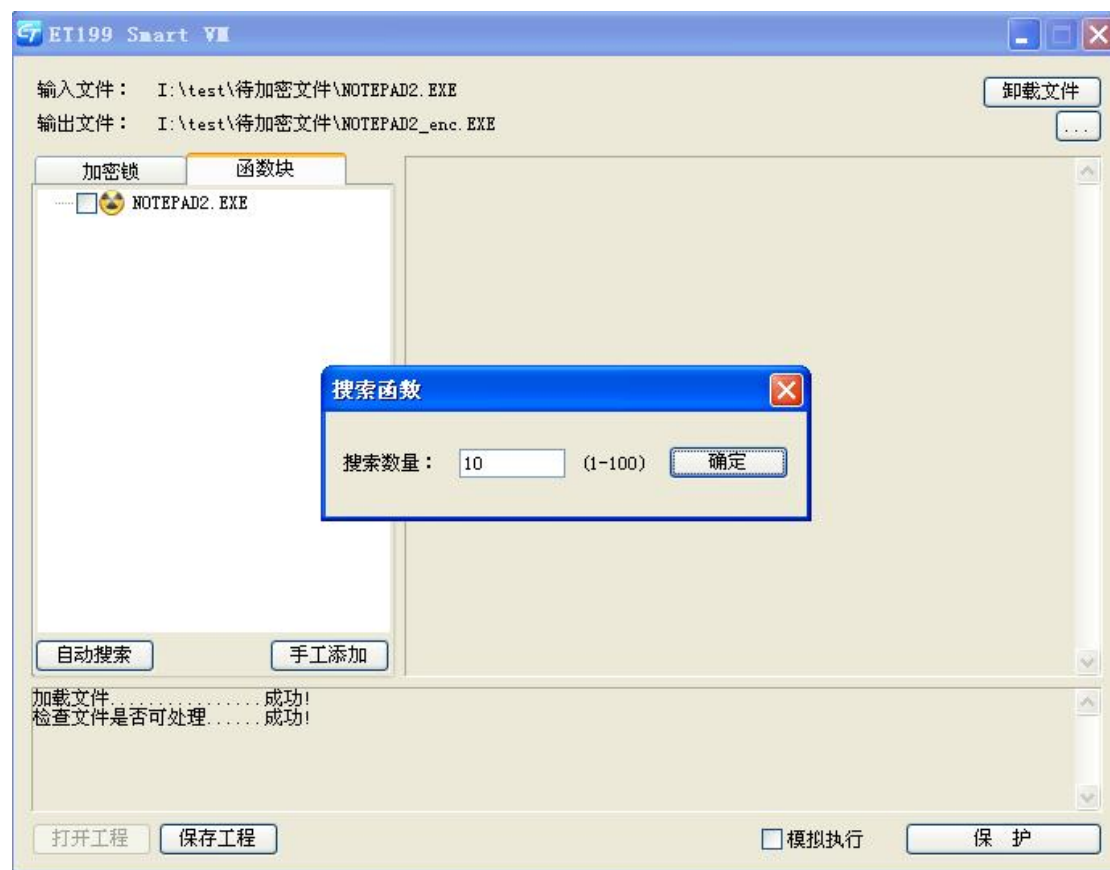 ET199 Smart VM
输入文件： I:\test\待加密文件\NOTEPAD2.EXE
卸载文件
输出文件： I:\test\待加密文件\NOTEPAD2_enc.EXE
...
加密锁 函数块
NOTEPAD2.EXE
搜索函数
搜索数量： 10 (1-100) 确定
自动搜索 手工添加
加载文件................成功!
检查文件是否可处理......成功!
打开工程 保存工程 模拟执行 保 护